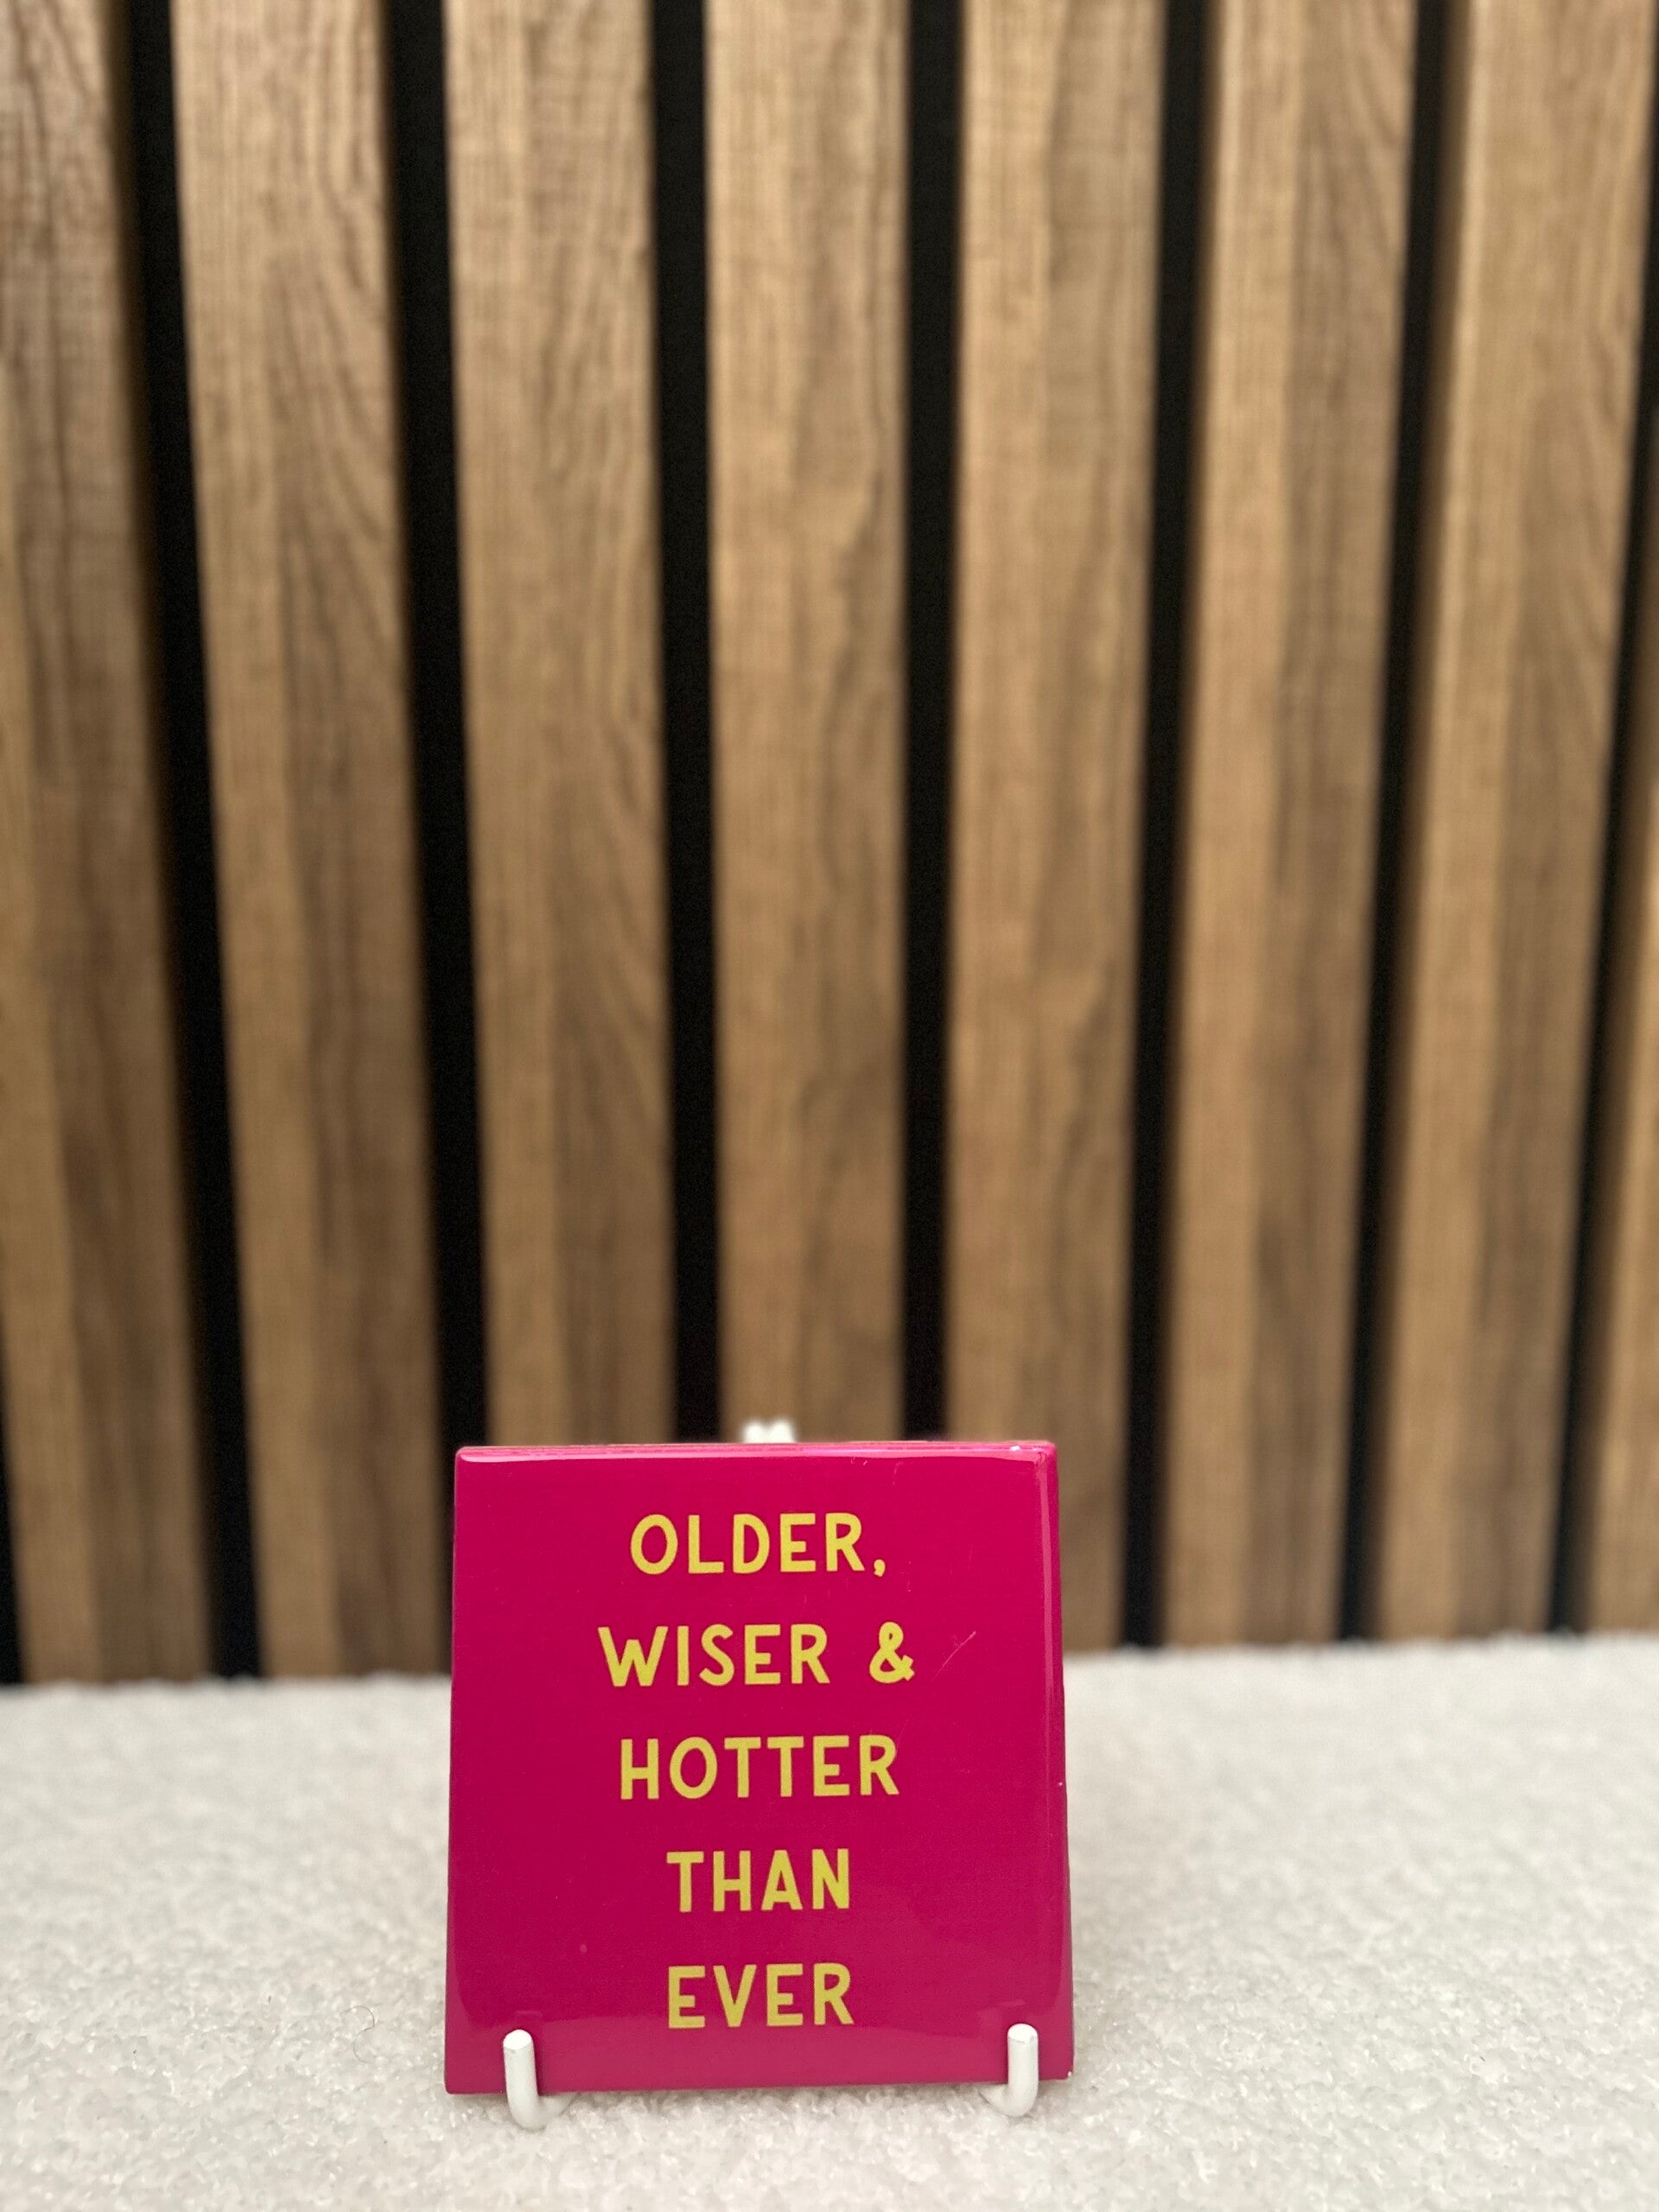 OLDER,
WISER &
HOTTER
THAN
EVER